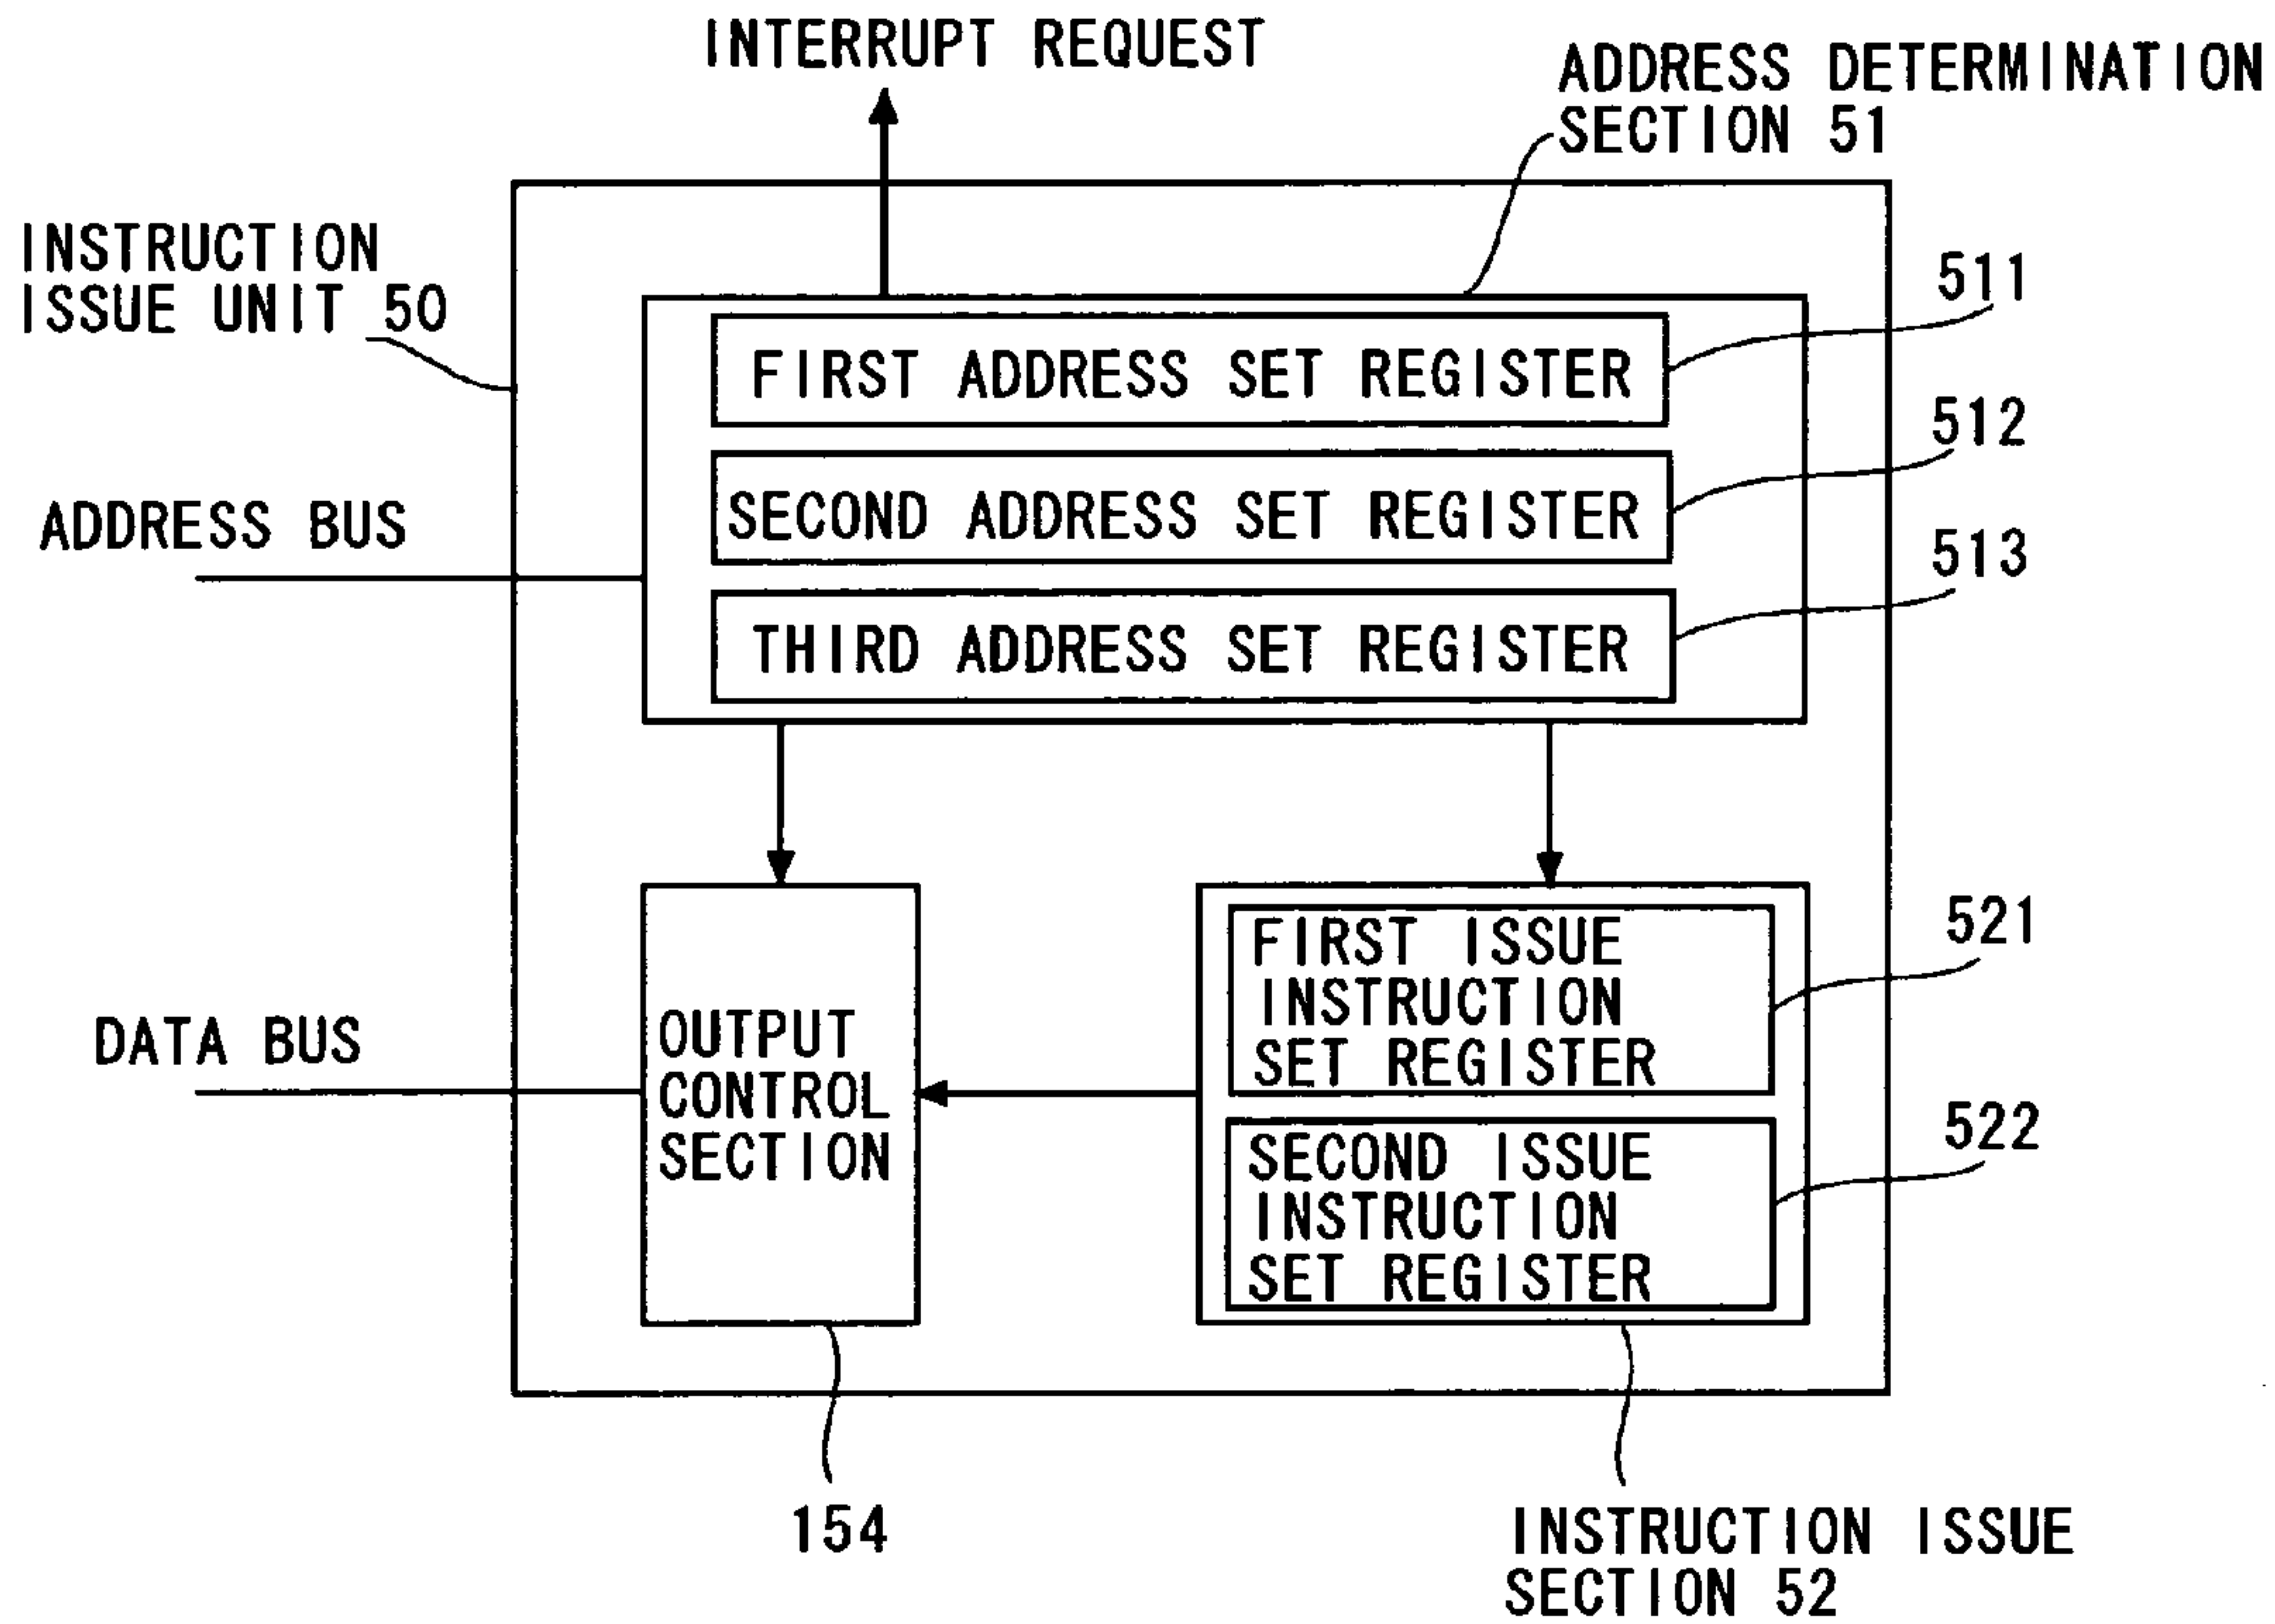 INTERRUPT REQUEST
ADDRESS DETERMINATION
SECTION 51
INSTRUCTION
ISSUE UNIT 50
511
FIRST ADDRESS SET REGISTER
512
SECOND ADDRESS SET REGISTER
ADDRESS BUS
513
THIRD ADDRESS SET REGISTER
521
FIRST ISSUE
INSTRUCTION
SET REGISTER
DATA BUS
OUTPUT
CONTROL
SECTION
522
SECOND ISSUE
INSTRUCTION
SET REGISTER
154
INSTRUCTION ISSUE
SECTION 52